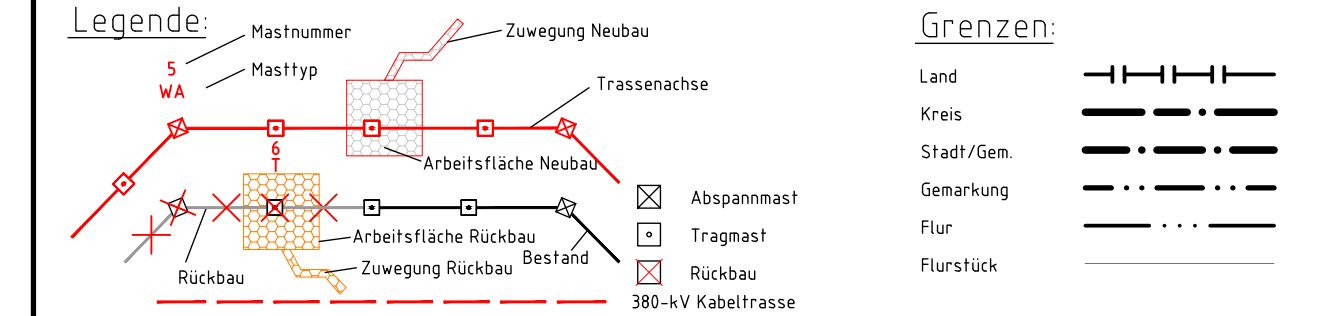 Legende:
Mastnummer
5
Masttyp
WA
Zuwegung Neubau
Trassenachse
6
T
Arbeitsfläche Neubau
Abspannmast
Tragmast
Arbeitsfläche Rückbau
Bestand
Zuwegung Rückbau
Rückbau
Rückbau
380-kV Kabeltrasse
Grenzen:
Land
Kreis
Stadt/Gem.
Gemarkung
Flur
Flurstück